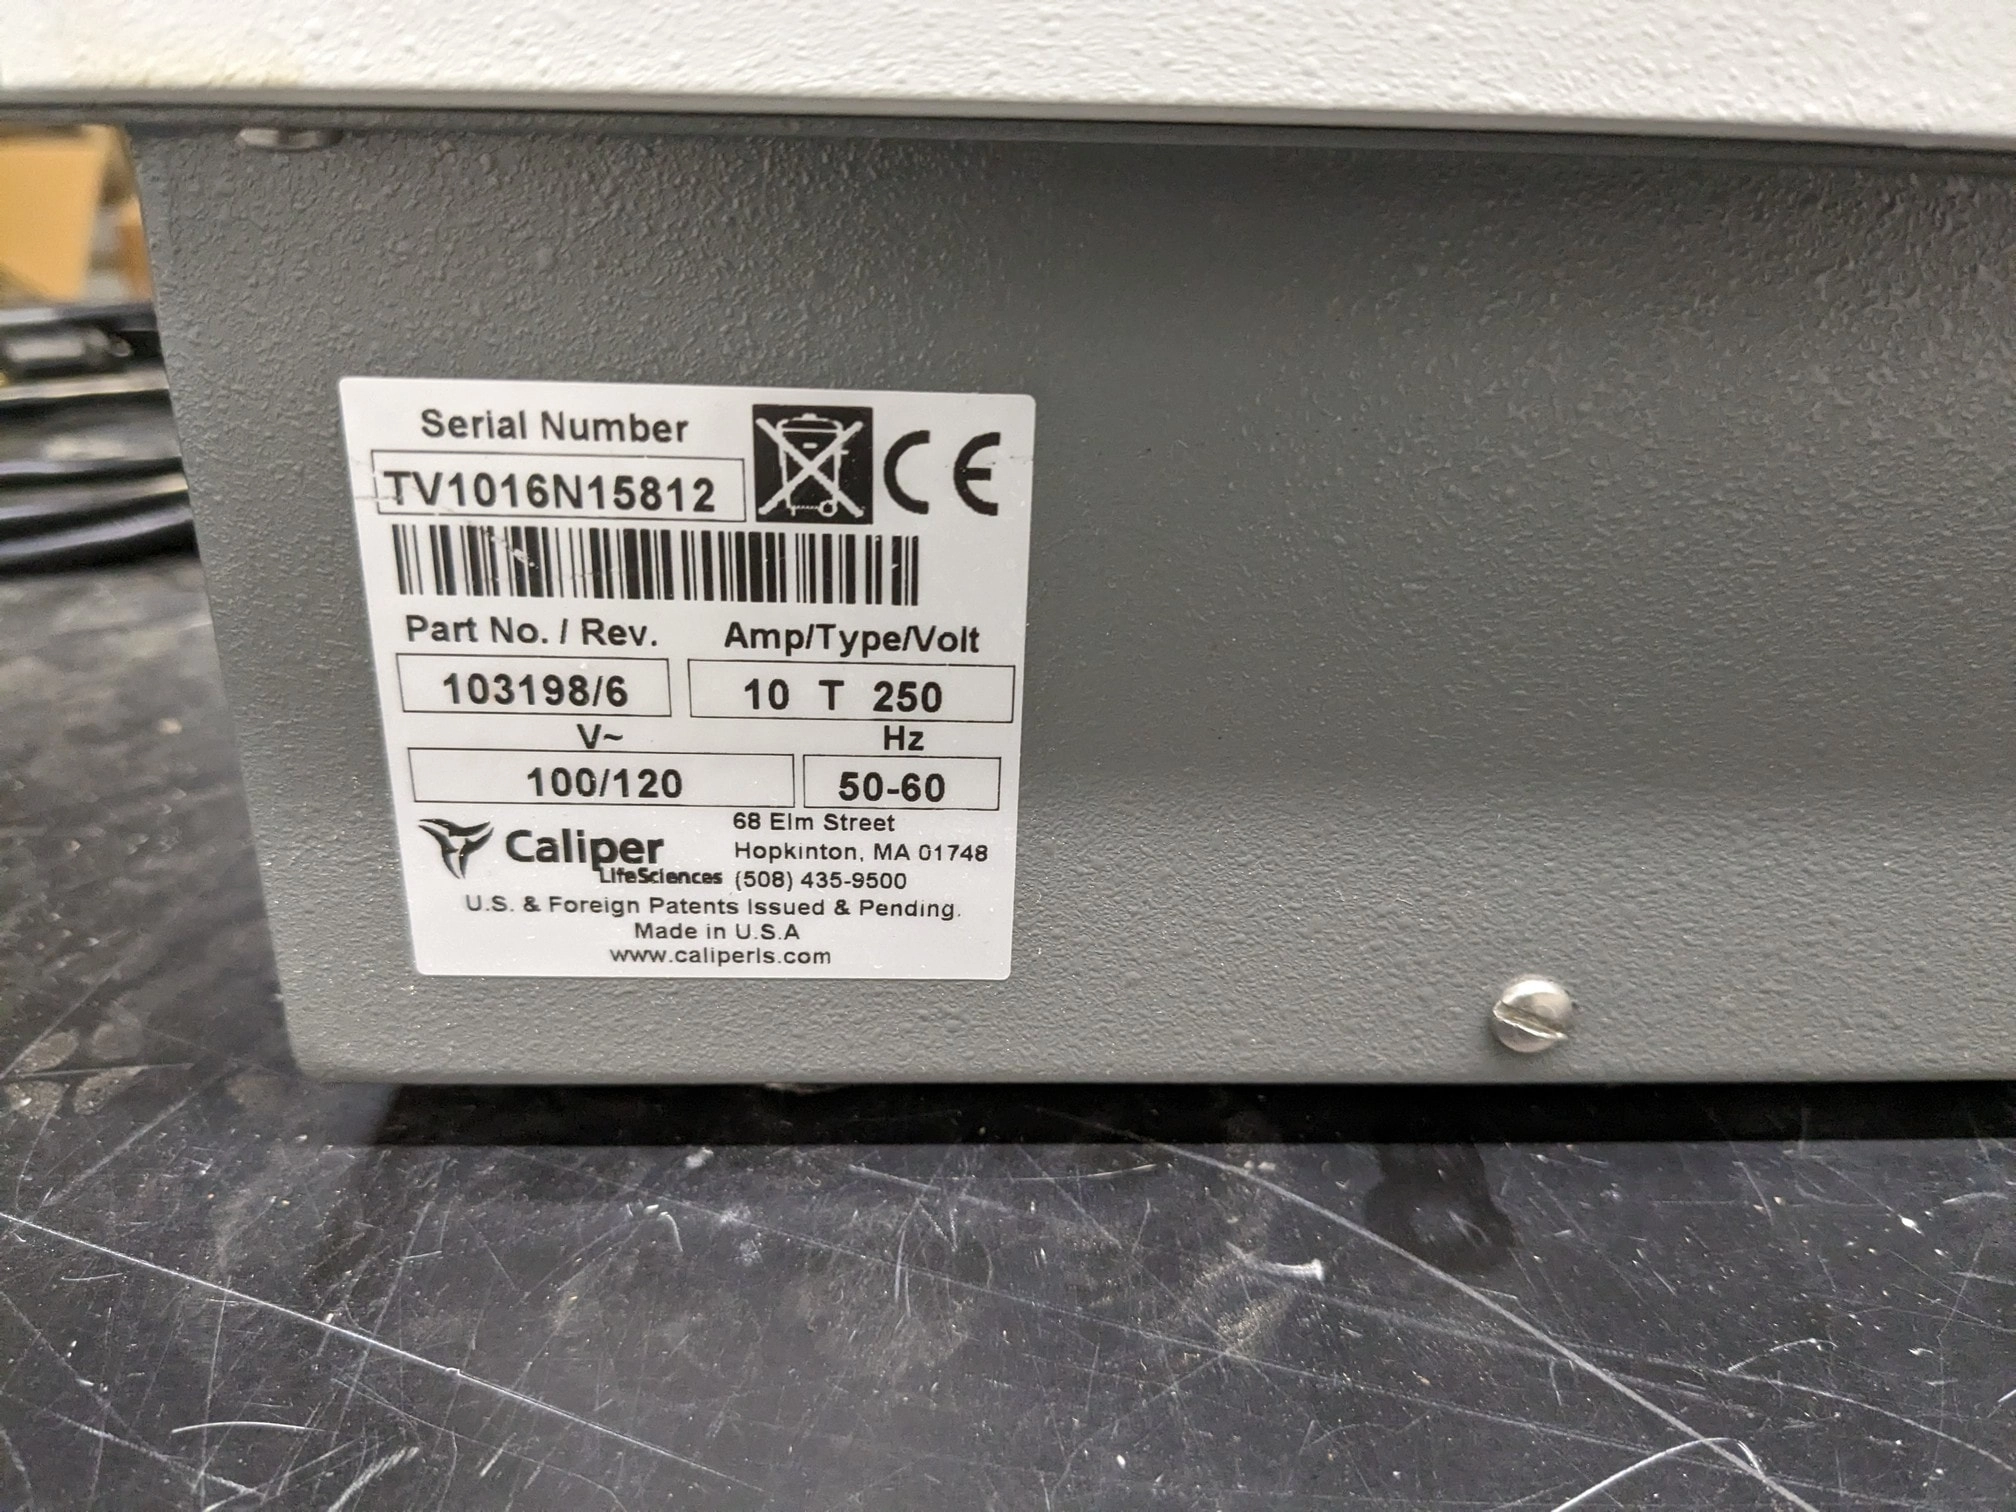 Serial Number
TV1016N15812
CE
Part No. / Rev.
Amp/Type/Volt
103198/6
10 T 250
V~
Hz
100/120
50-60
Caliper
LifeSciences
68 Elm Street
Hopkinton, MA 01748
(508) 435-9500
U.S. & Foreign Patents Issued & Pending.
Made in U.S.A
www.caliperls.com